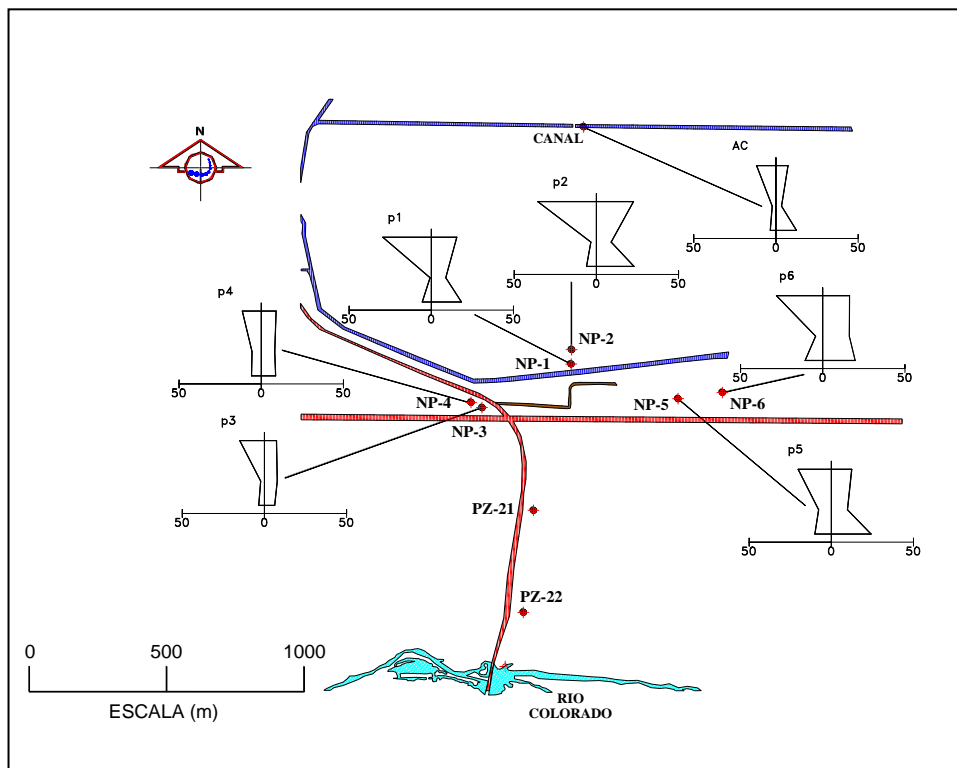 N
CANAL
AC
p2
p1
50 0 50
p6
p4
50 50
50 0 50
NP-2
NP-1
50 0 50
50 0 50
NP-4
NP-5
NP-6
p3
NP-3
p5
50 0 50
PZ-21
50 0 50
PZ-22
0 500 1000
ESCALA (m)
RIO
COLORADO